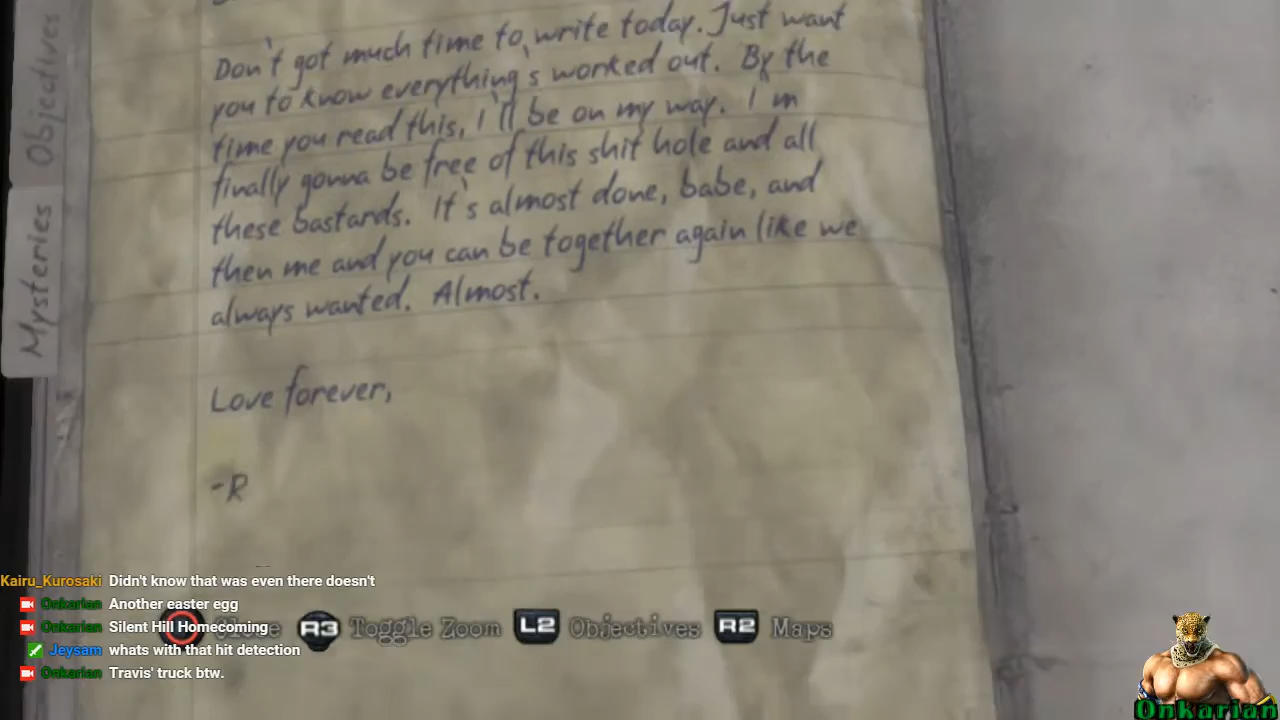 Objectives
Mysteries
Don't got much time to write today. Just want
you to know everything's worked out. By the
time you read this, I'll be on my way. I'm
finally gonna be free of this shit hole and all
these bastards. It's almost done, babe, and
then me and you can be together again like we
always wanted. Almost.
Love forever,
-R
Kairu_Kurosaki Didn't know that was even there doesn't
Onkarian Another easter egg
Onkarian Silent Hill Homecoming
Jeysam whats with that hit detection
Onkarian Travis' truck btw.
R3 Toggle Zoom L2 Objectives R2 Maps
Onkarian